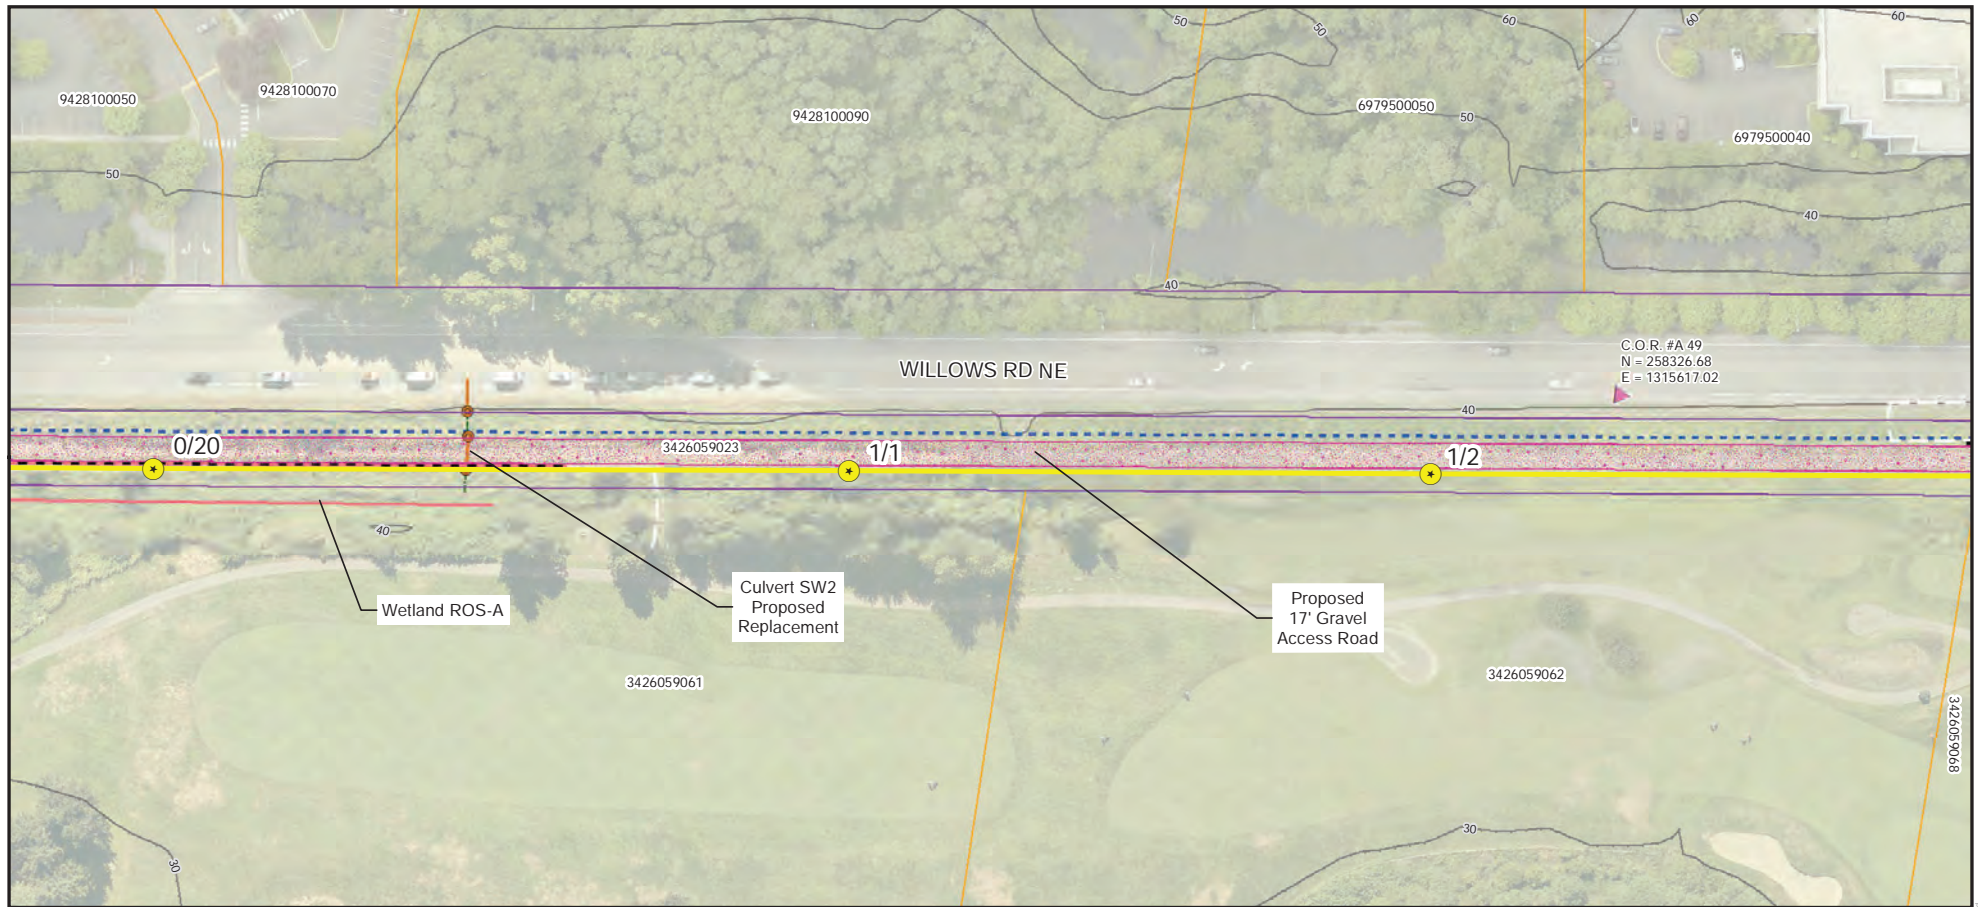 50
50
60
60
60
9428100050
9428100070
9428100090
6979500050
50
6979500040
50
40
40
WILLOWS RD NE
C.O.R. #A 49
N = 258326.68
E = 1315617.02
40
0/20
3426059023
1/1
1/2
40
Wetland ROS-A
Culvert SW2
Proposed
Replacement
Proposed
17' Gravel
Access Road
3426059061
3426059062
3426059068
30
30